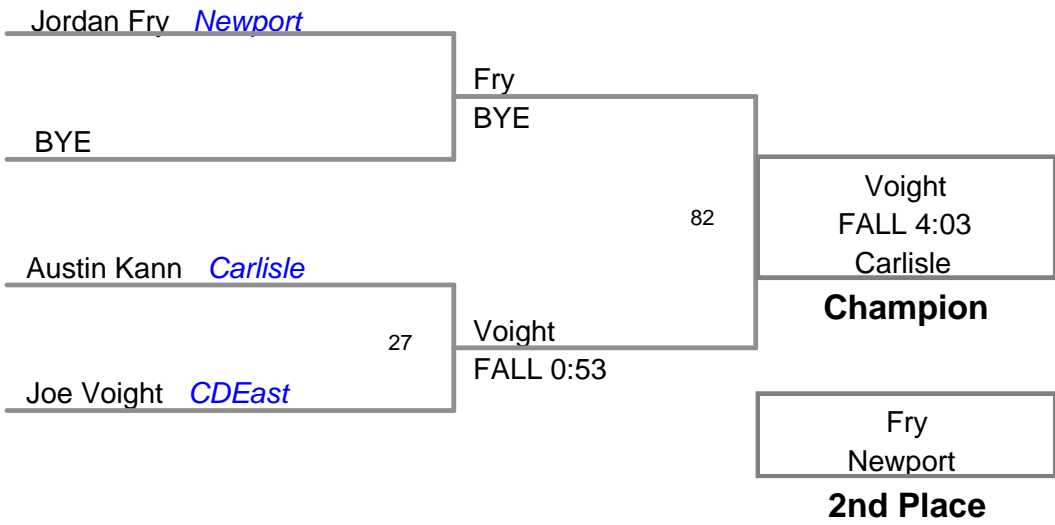 Jordan Fry Newport
Fry
BYE
BYE
Voight
FALL 4:03
Carlisle
Champion
82
Austin Kann Carlisle
27
Voight
FALL 0:53
Joe Voight CDEast
Fry
Newport
2nd Place